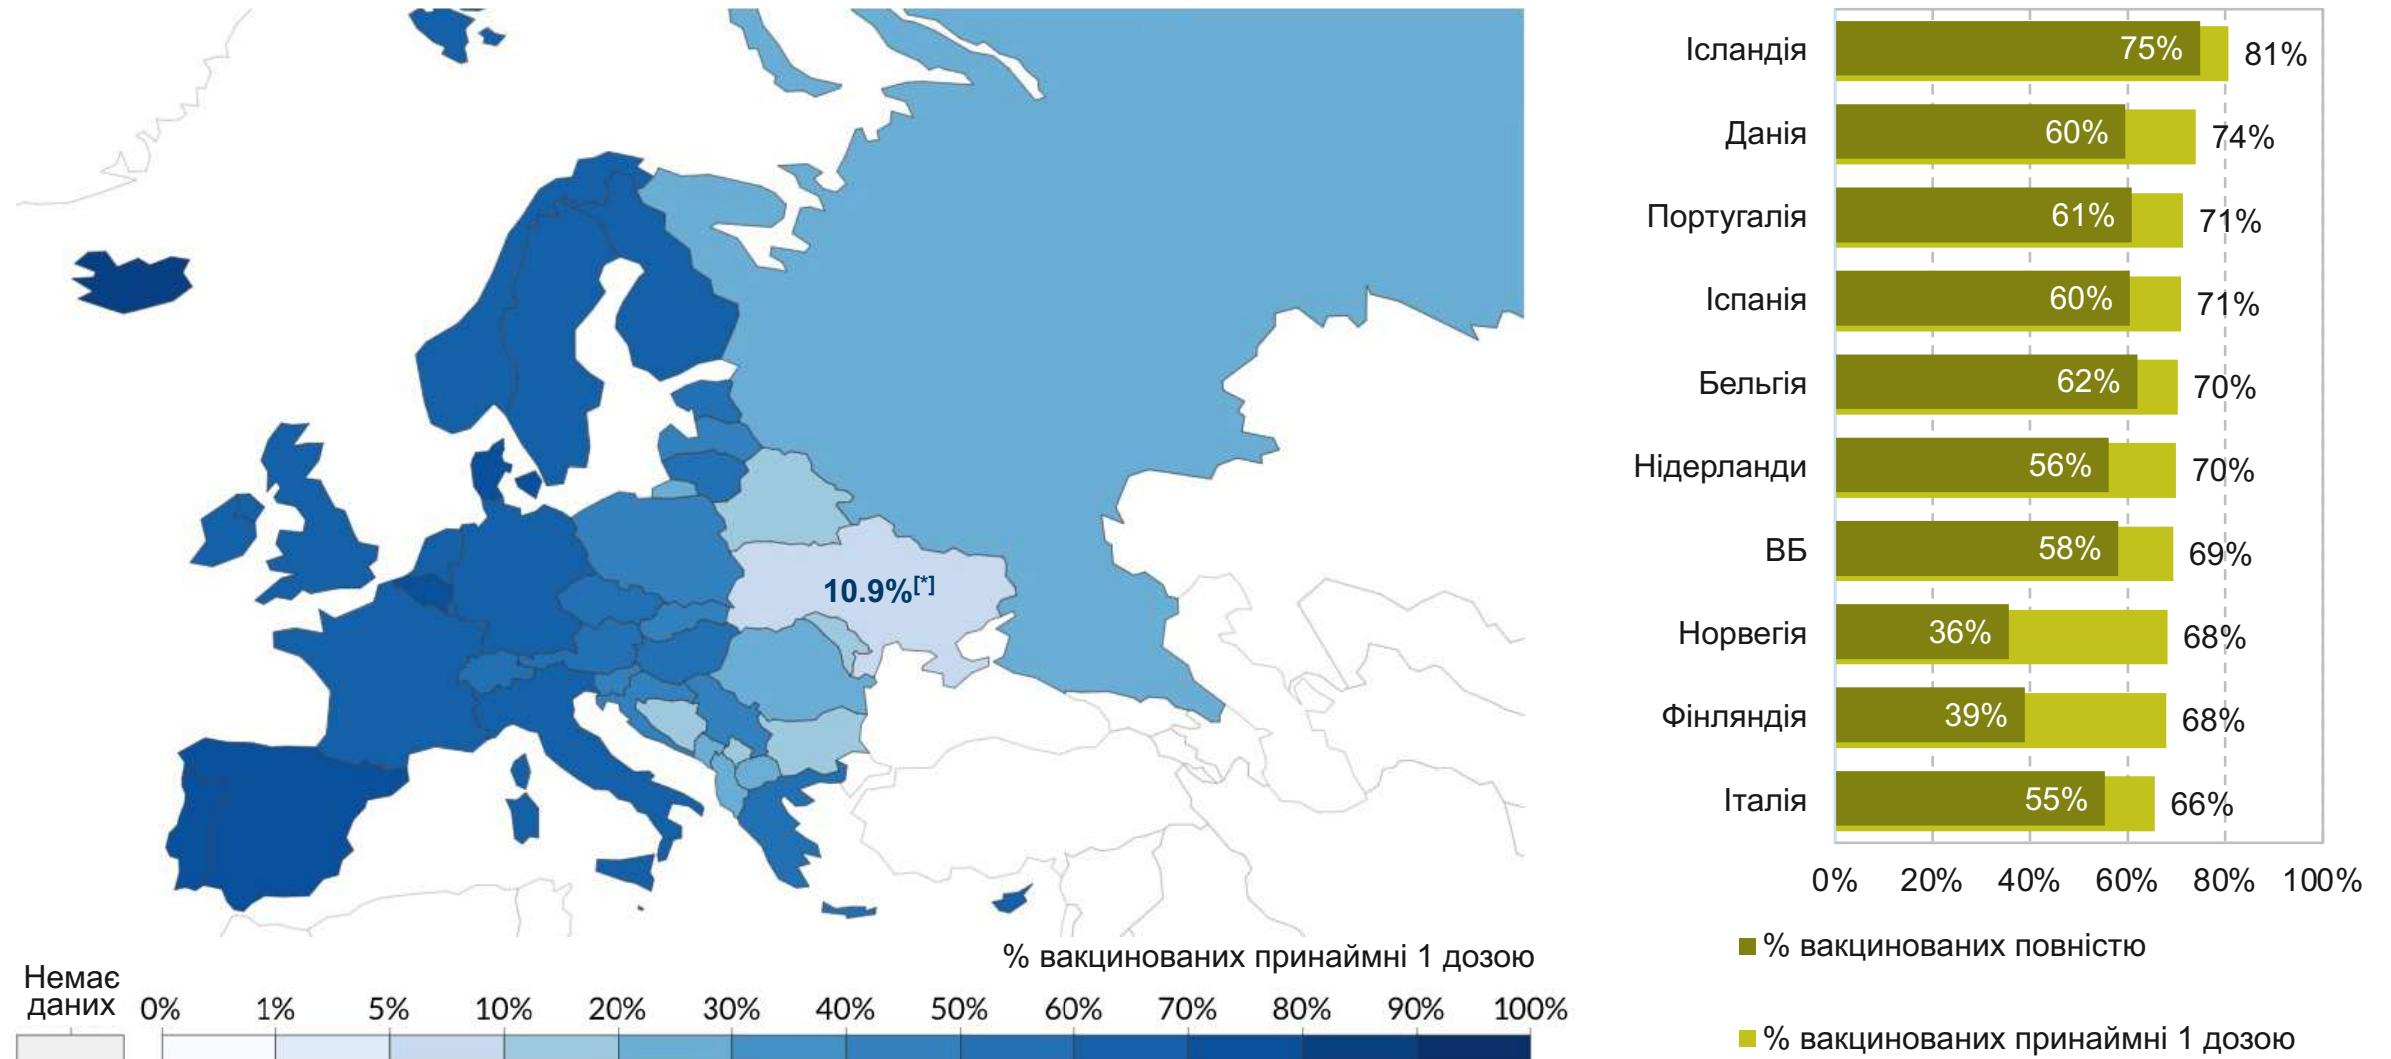 10.9%[*]
% вакцинованих принаймні 1 дозою
Немає
даних
0% 1% 5% 10% 20% 30% 40% 50% 60% 70% 80% 90% 100%
Ісландія 75% 81%
Данія 60% 74%
Португалія 61% 71%
Іспанія 60% 71%
Бельгія 62% 70%
Нідерланди 56% 70%
ВБ 58% 69%
Норвегія 36% 68%
Фінляндія 39% 68%
Італія 55% 66%
0% 20% 40% 60% 80% 100%
% вакцинованих повністю
% вакцинованих принаймні 1 дозою